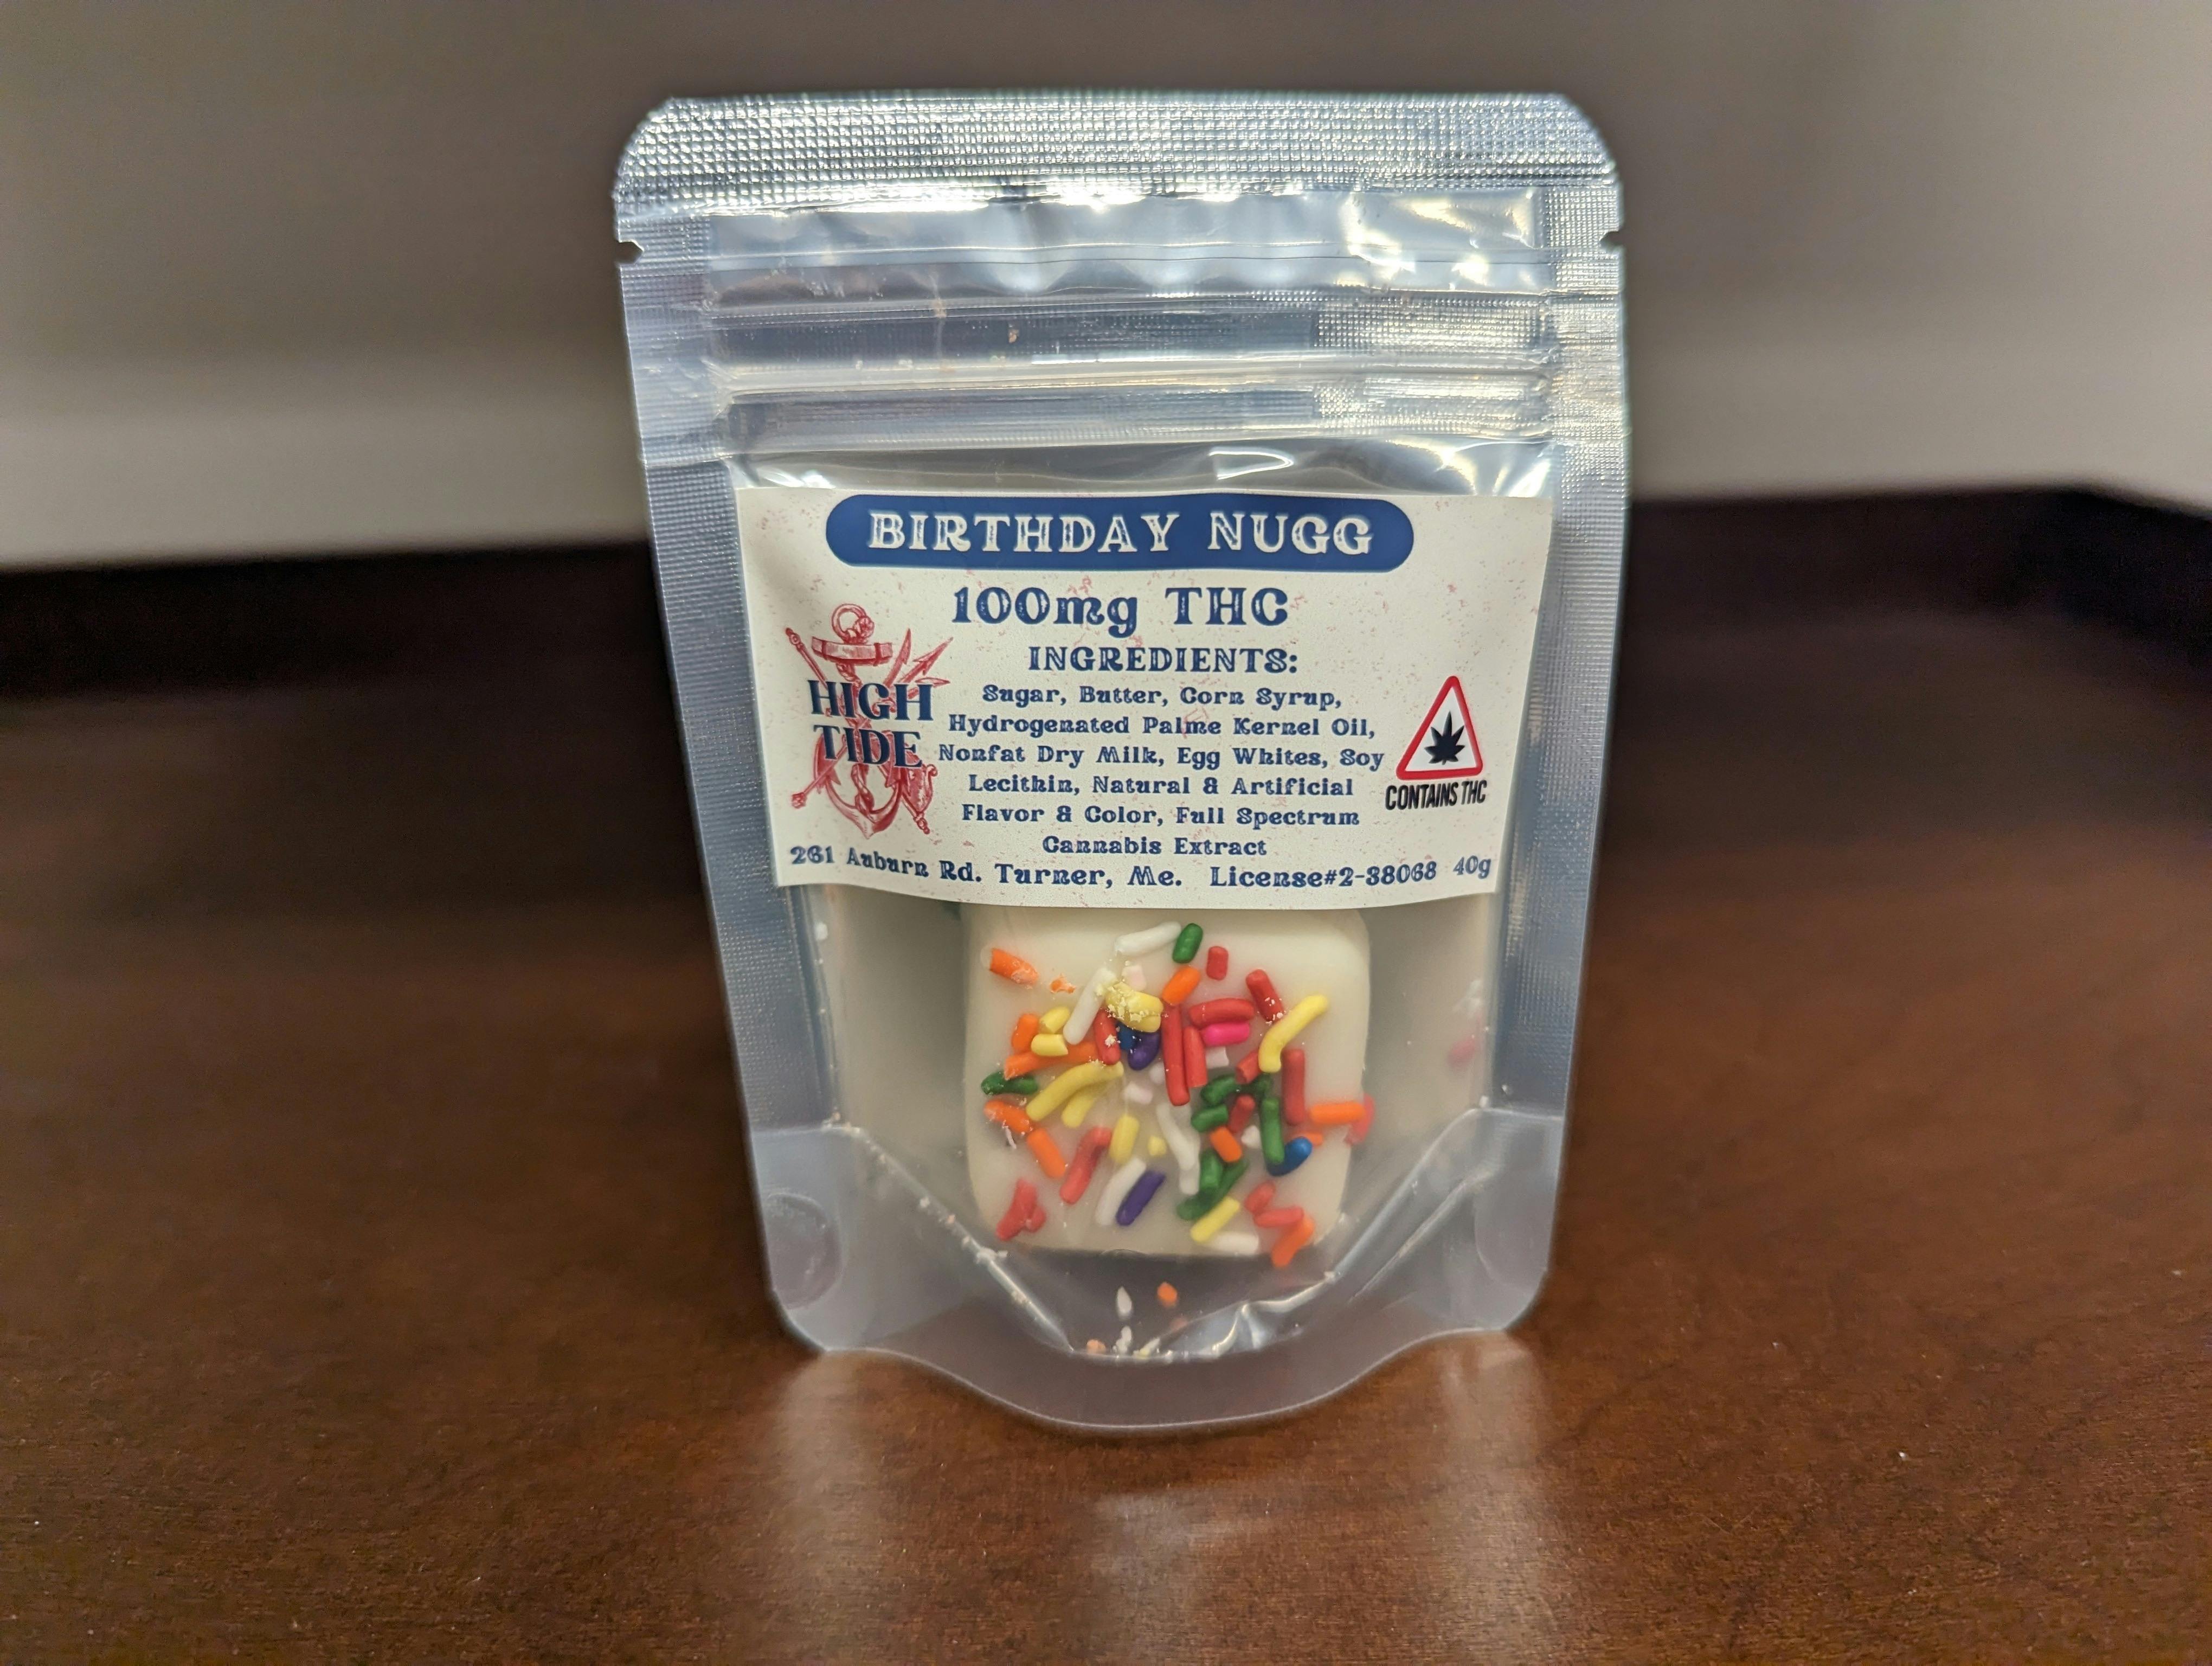 BIRTHDAY NUGG
100mg THC
INGREDIENTS:
Sugar, Butter, Corn Syrup,
Hydrogenated Palme Kernel Oil,
Nonfat Dry Milk, Egg Whites, Soy
Lecithin, Natural & Artificial
Flavor & Color, Full Spectrum
Cannabis Extract
HIGH
TIDE
CONTAINS THC
261 Auburn Rd. Turner, Me. License#2-38068 40g